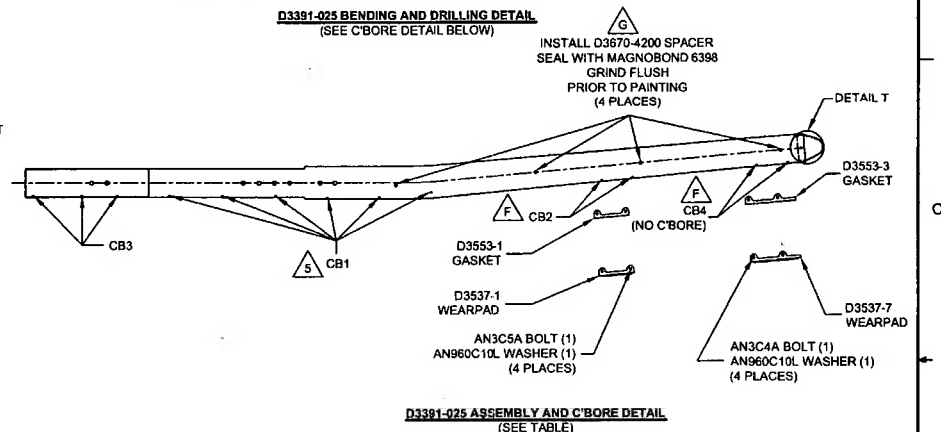 D3391-025 BENDING AND DRILLING DETAIL
(SEE C'BORE DETAIL BELOW)
G
INSTALL D3670-4200 SPACER
SEAL WITH MAGNOBOND 6398
GRIND FLUSH
PRIOR TO PAINTING
(4 PLACES)
DETAIL T
T
D3553-3
GASKET
F
CB2
F
CB4
(NO C'BORE)
C
CB3
5
CB1
D3553-1
GASKET
D3537-1
WEARPAD
D3537-7
WEARPAD
AN3C5A BOLT (1)
AN960C10L WASHER (1)
(4 PLACES)
AN3C4A BOLT (1)
AN960C10L WASHER (1)
(4 PLACES)
D3391-025 ASSEMBLY AND C'BORE DETAIL
(SEE TABLE)